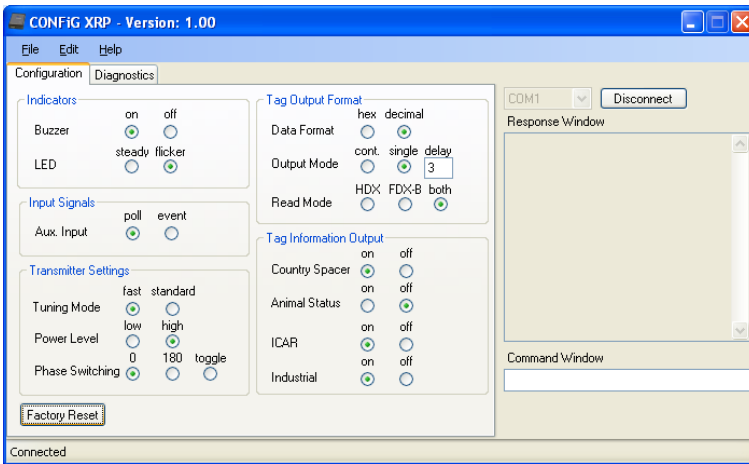 CONFiG XRP - Version: 1.00
File Edit Help
Configuration Diagnostics
Indicators
on off
Buzzer
steady flicker
LED
Input Signals
poll event
Aux. Input
Transmitter Settings
fast standard
Tuning Mode
low high
Power Level
0 180 toggle
Phase Switching
Factory Reset
Tag Output Format
hex decimal
Data Format
cont. single delay
Output Mode 3
HDX FDX-B both
Read Mode
Tag Information Output
on off
Country Spacer
on off
Animal Status
on off
ICAR
on off
Industrial
COM1 Disconnect
Response Window
Command Window
Connected